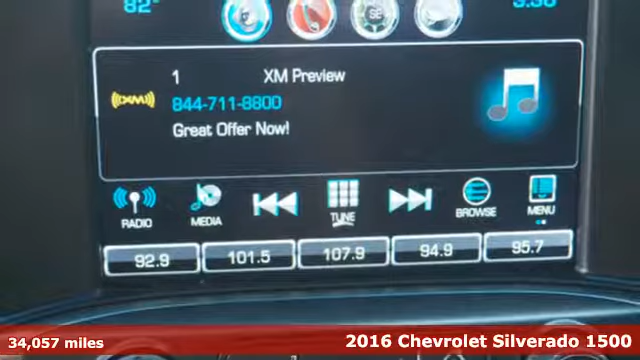 82°
1 XM Preview
XM
844-711-8800
Great Offer Now!
RADIO MEDIA TUNE BROWSE MENU
92.9 101.5 107.9 94.9 95.7
34,057 miles 2016 Chevrolet Silverado 1500